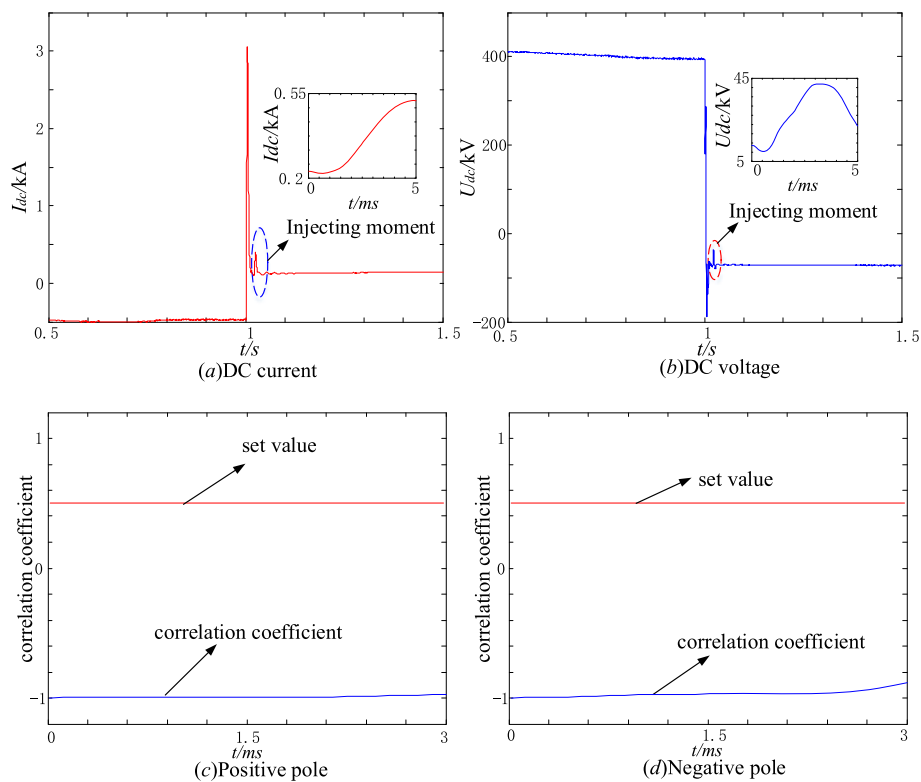 3
2
1
0
I_dc/kA
0.55
0.2
Idc/kA
0
5
t/ms
Injecting moment
0.5
1
1.5
t/s
(a)DC current
400
200
0
-200
U_dc/kV
45
5
Udc/kV
0
5
t/ms
Injecting moment
0.5
1
1.5
t/s
(b)DC voltage
1
0
-1
correlation coefficient
set value
correlation coefficient
0
1.5
3
t/ms
(c)Positive pole
1
0
-1
correlation coefficient
set value
correlation coefficient
0
1.5
3
t/ms
(d)Negative pole